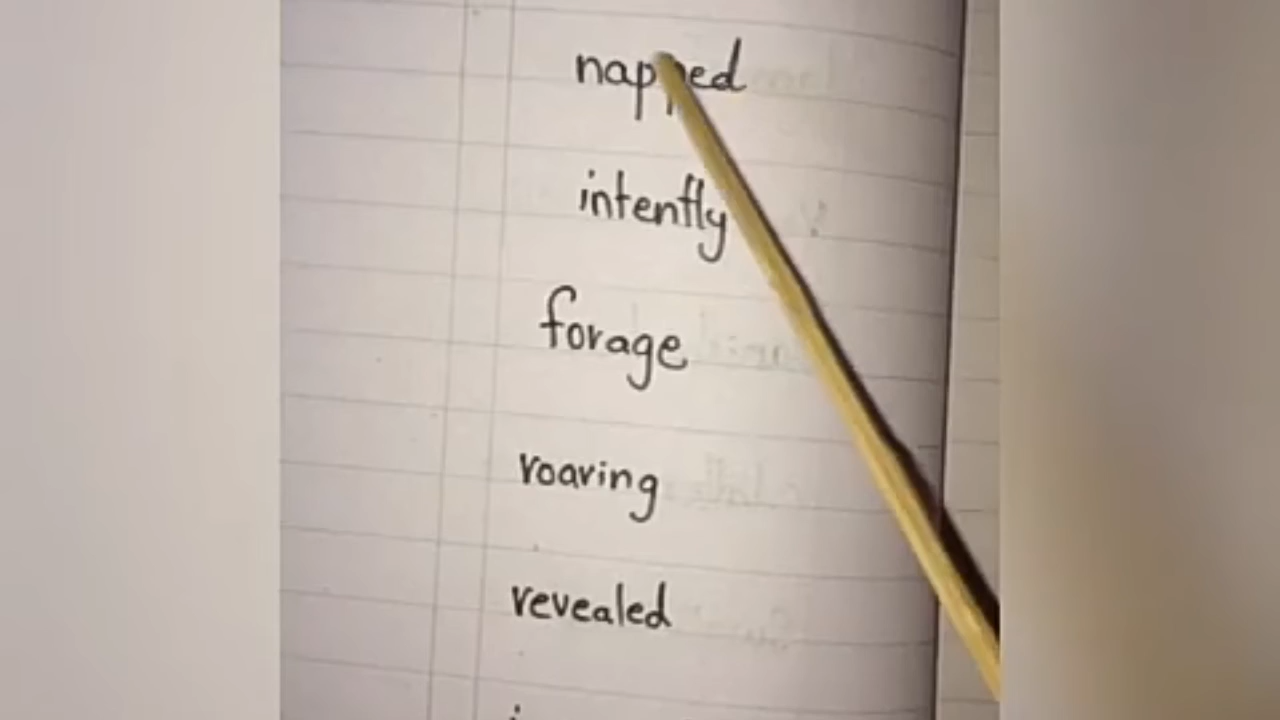 napped
intently
forage
roaring
revealed